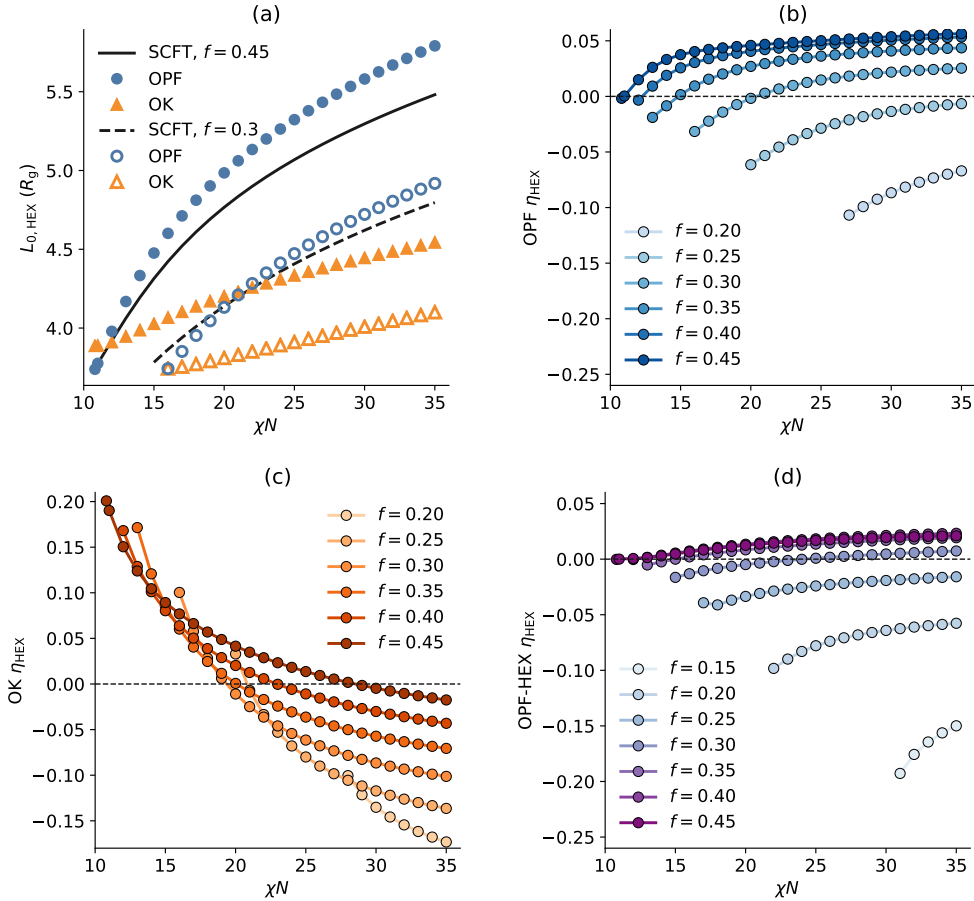 (a)
SCFT, f = 0.45
OPF
OK
SCFT, f = 0.3
OPF
OK
L0,HEX (Rg)
5.5
5.0
4.5
4.0
10 15 20 25 30 35
χN
(b)
OPF ηHEX
0.05
0.00
−0.05
−0.10
−0.15
−0.20
−0.25
f = 0.20
f = 0.25
f = 0.30
f = 0.35
f = 0.40
f = 0.45
10 15 20 25 30 35
χN
(c)
OK ηHEX
0.20
0.15
0.10
0.05
0.00
−0.05
−0.10
−0.15
f = 0.20
f = 0.25
f = 0.30
f = 0.35
f = 0.40
f = 0.45
10 15 20 25 30 35
χN
(d)
OPF-HEX ηHEX
0.05
0.00
−0.05
−0.10
−0.15
−0.20
−0.25
f = 0.15
f = 0.20
f = 0.25
f = 0.30
f = 0.35
f = 0.40
f = 0.45
10 15 20 25 30 35
χN